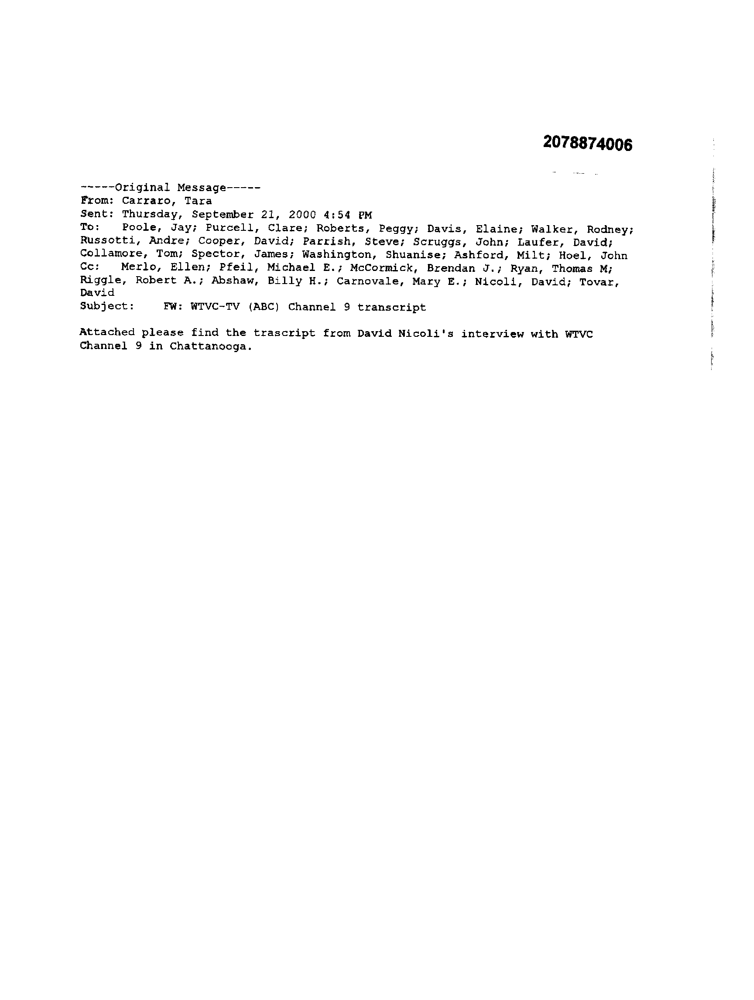 2078874006
-----Original Message-----
From: Carraro, Tara
Sent: Thursday, September 21, 2000 4:54 PM
To: Poole, Jay; Purcell, Clare; Roberts, Peggy; Davis, Elaine; Walker, Rodney;
Russotti, Andre; Cooper, David; Parrish, Steve; Scruggs, John; Laufer, David;
Collamore, Tom; Spector, James; Washington, Shuanise; Ashford, Milt; Hoel, John
Cc: Merlo, Ellen; Pfeil, Michael E.; McCormick, Brendan J.; Ryan, Thomas M;
Riggle, Robert A.; Abshaw, Billy H.; Carnovale, Mary E.; Nicoli, David; Tovar,
David
Subject: FW: WTVC-TV (ABC) Channel 9 transcript
Attached please find the trascript from David Nicoli's interview with WTVC
Channel 9 in Chattanooga.